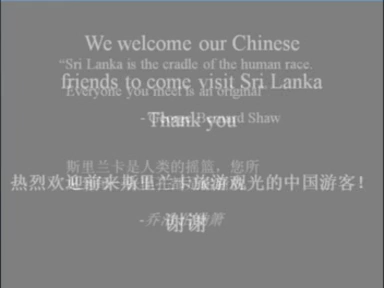 We welcome our Chinese
“Sri Lanka is the cradle of the human race.
friends to come visit Sri Lanka
Everyone you meet is an original”
Thank you
- George Bernard Shaw
斯里兰卡是人类的摇篮，您所
热烈欢迎前来斯里兰卡旅游观光的中国游客！
谢谢